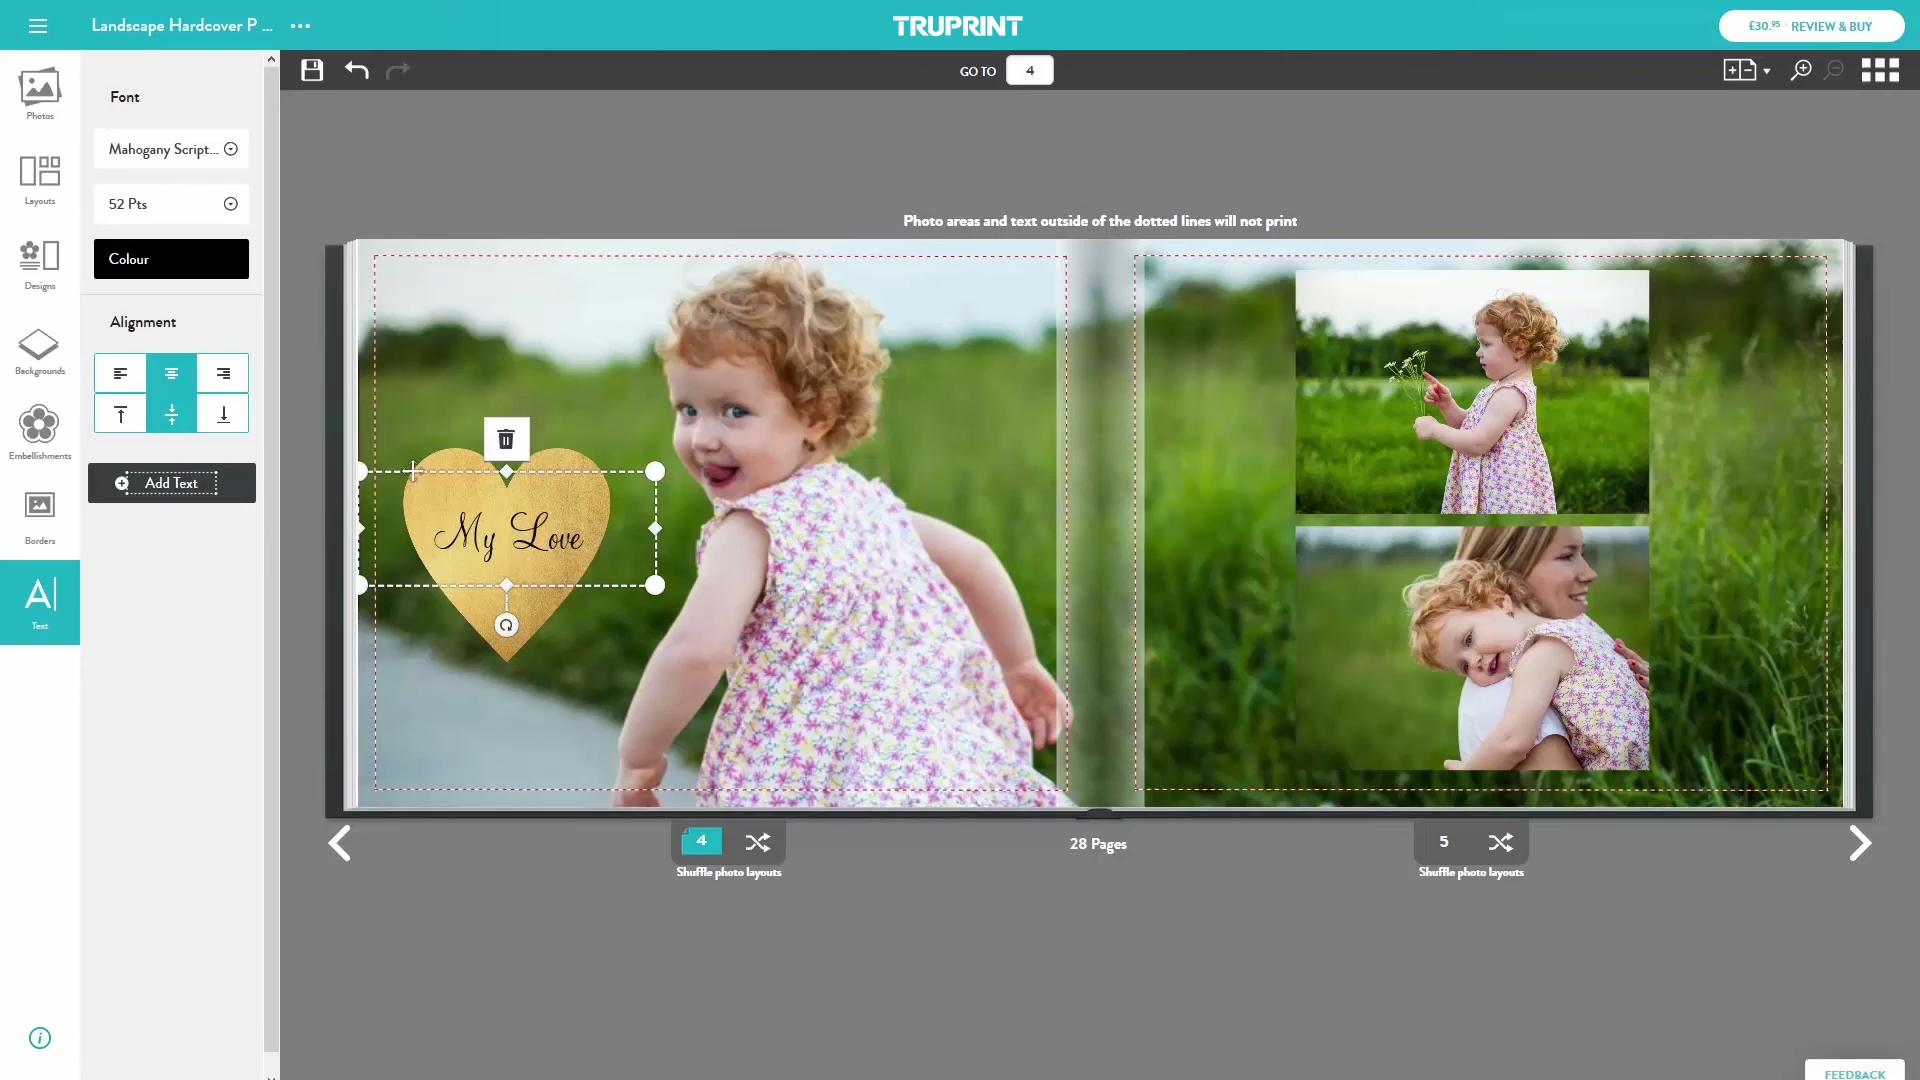 Landscape Hardcover P ...
TRUPRINT
£30.95 · REVIEW & BUY
GO TO 4
Photos
Layouts
Designs
Backgrounds
Embellishments
Borders
A
Text
Font
Mahogany Script...
52 Pts
Colour
Alignment
Add Text
Photo areas and text outside of the dotted lines will not print
My Love
4
Shuffle photo layouts
28 Pages
5
Shuffle photo layouts
FEEDBACK